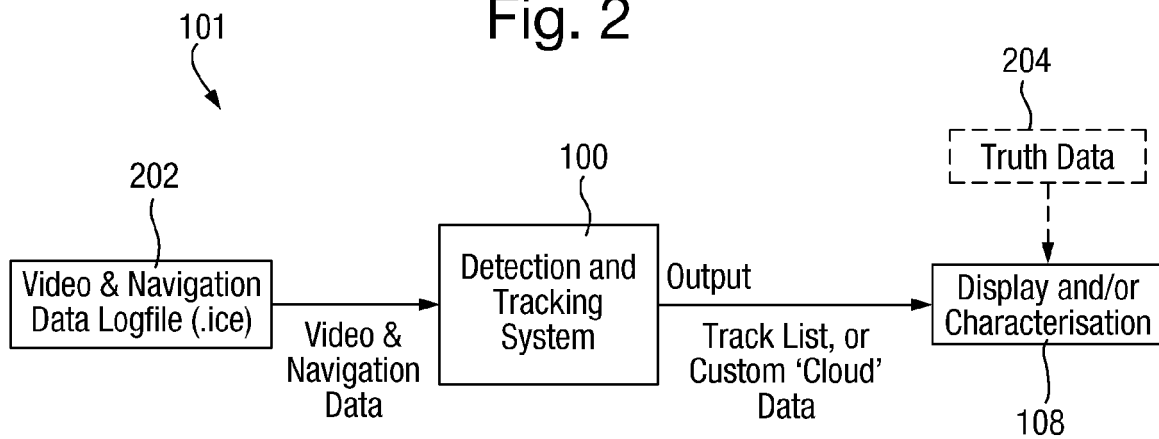 Fig. 2
101
204
Truth Data
202
100
Video & Navigation
Data Logfile (.ice)
Video &
Navigation
Data
Detection and
Tracking
System
Output
Track List, or
Custom ‘Cloud’
Data
Display and/or
Characterisation
108